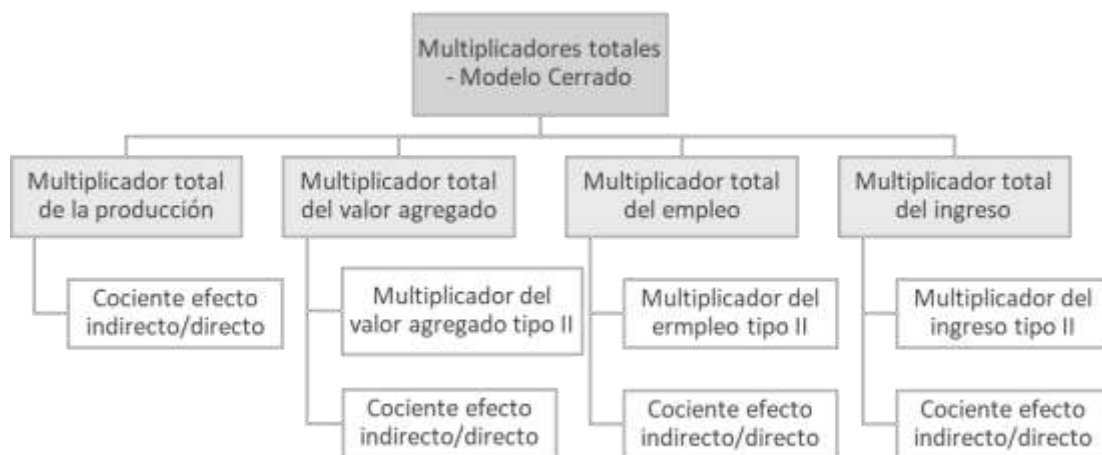 Multiplicadores totales
- Modelo Cerrado
Multiplicador total
de la producción
Multiplicador total
del valor agregado
Multiplicador total
del empleo
Multiplicador total
del ingreso
Cociente efecto
indirecto/directo
Multiplicador del
valor agregado tipo II
Multiplicador del
ermpleo tipo II
Multiplicador del
ingreso tipo II
Cociente efecto
indirecto/directo
Cociente efecto
indirecto/directo
Cociente efecto
indirecto/directo